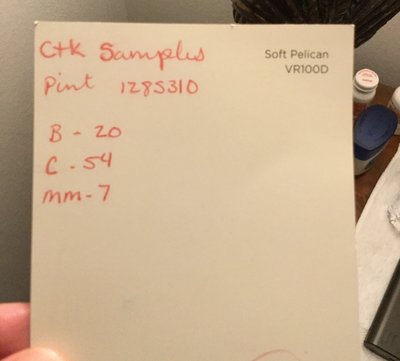 C+K Samples
Soft Pelican
VR100D
Pint 1285310
B - 20
C - 54
mm - 7